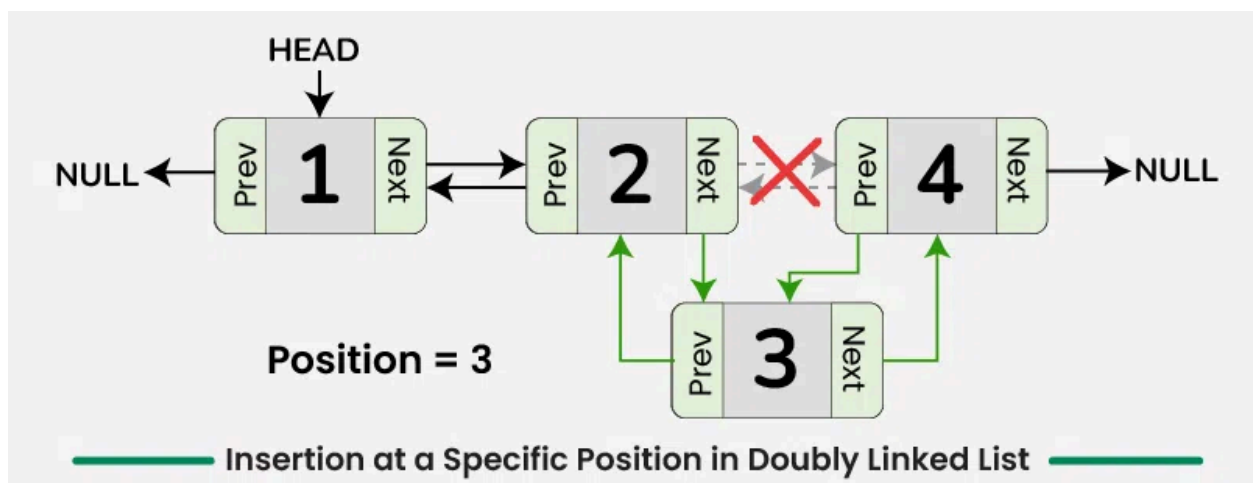 HEAD
NULL
Prev
1
Next
Prev
2
Next
Prev
4
Next
NULL
Prev
3
Next
Position = 3
Insertion at a Specific Position in Doubly Linked List